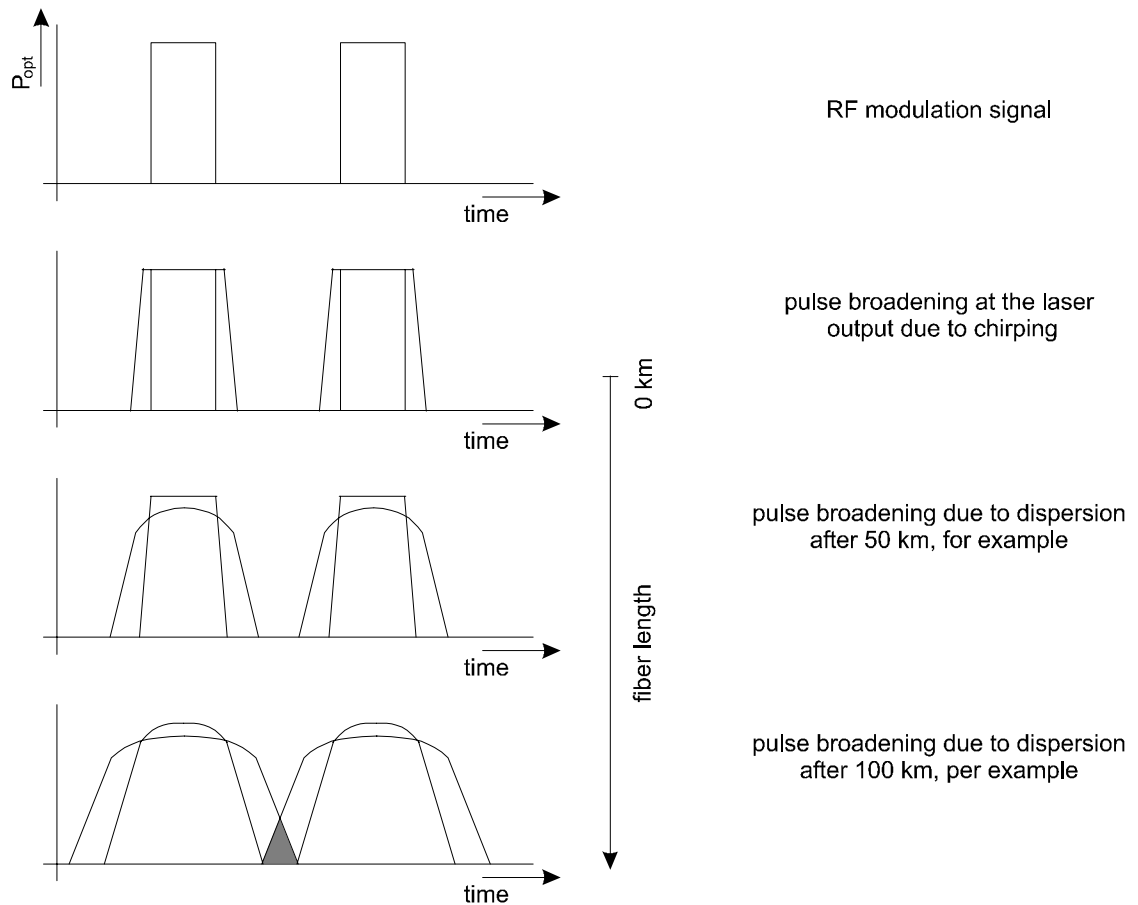 P_opt
RF modulation signal
time
pulse broadening at the laser
output due to chirping
0 km
time
pulse broadening due to dispersion
after 50 km, for example
fiber length
time
pulse broadening due to dispersion
after 100 km, per example
time